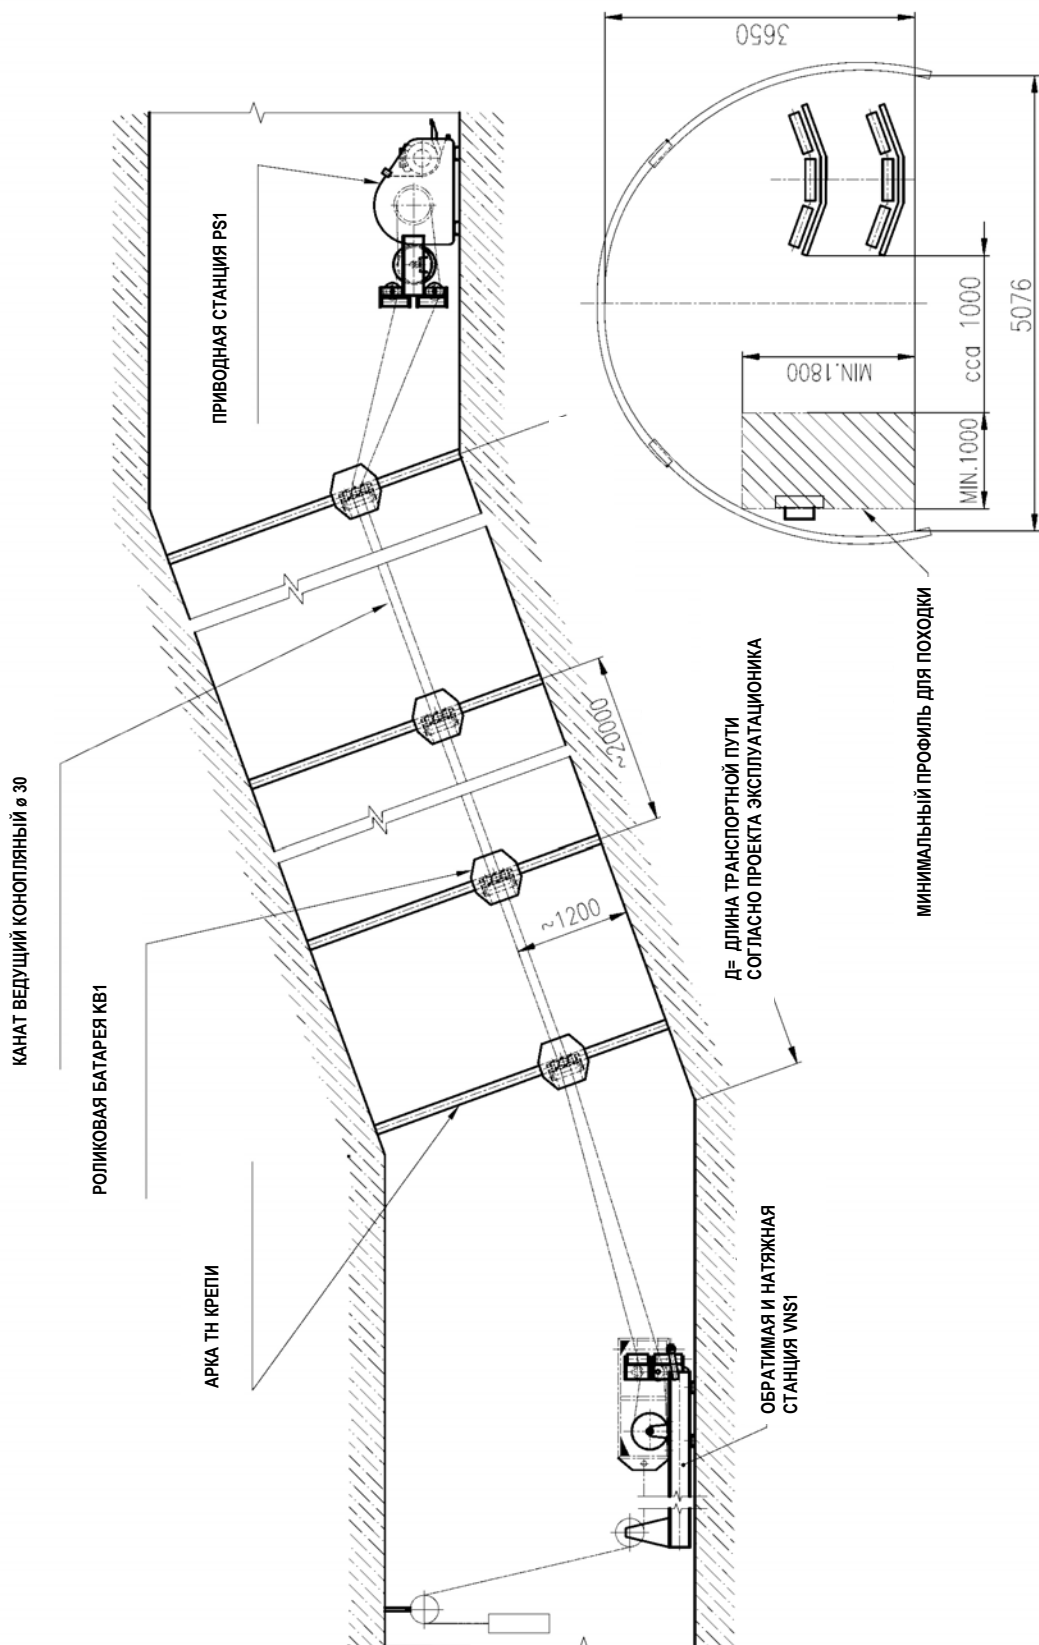 КАНАТ ВЕДУЩИЙ КОНОПЛЯНЫЙ ø 30
РОЛИКОВАЯ БАТАРЕЯ КВ1
АРКА ТН КРЕПИ
ПРИВОДНАЯ СТАНЦИЯ PS1
~20000
~1200
Д= ДЛИНА ТРАНСПОРТНОЙ ПУТИ
СОГЛАСНО ПРОЕКТА ЭКСПЛУАТАЦИОНИКА
ОБРАТИМАЯ И НАТЯЖНАЯ
СТАНЦИЯ VNS1
3650
MIN.1800
MIN.1000
cca 1000
5076
МИНИМАЛЬНЫЙ ПРОФИЛЬ ДЛЯ ПОХОДКИ